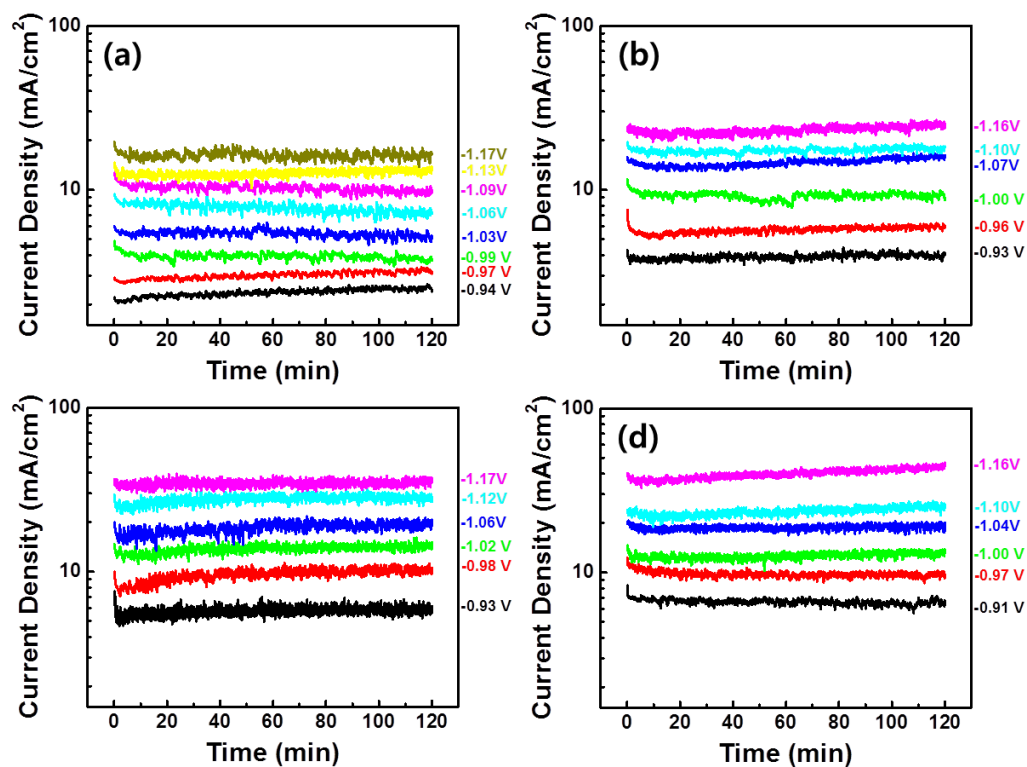 (a)
100
10
Current Density (mA/cm²)
-1.17V
-1.13V
-1.09V
-1.06V
-1.03V
-0.99 V
-0.97 V
-0.94 V
0 20 40 60 80 100 120
Time (min)
(b)
100
10
Current Density (mA/cm²)
-1.16V
-1.10V
-1.07V
-1.00 V
-0.96 V
-0.93 V
0 20 40 60 80 100 120
Time (min)
100
10
Current Density (mA/cm²)
-1.17V
-1.12V
-1.06V
-1.02 V
-0.98 V
-0.93 V
0 20 40 60 80 100 120
Time (min)
(d)
100
10
Current Density (mA/cm²)
-1.16V
-1.10V
-1.04V
-1.00 V
-0.97 V
-0.91 V
0 20 40 60 80 100 120
Time (min)